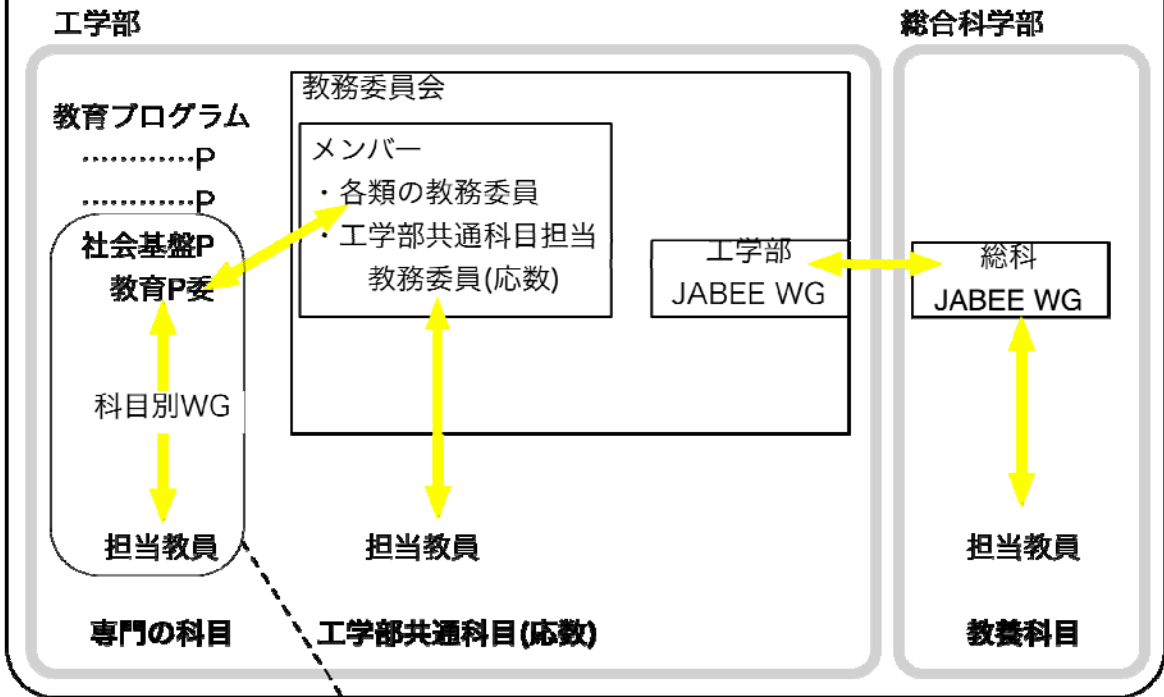 工学部
総合科学部
教育プログラム
…………P
…………P
社会基盤P
教育P委
科目別WG
担当教員
専門の科目
教務委員会
メンバー
・各類の教務委員
・工学部共通科目担当
教務委員(応数)
担当教員
工学部共通科目(応数)
工学部
JABEE WG
総科
JABEE WG
担当教員
教養科目